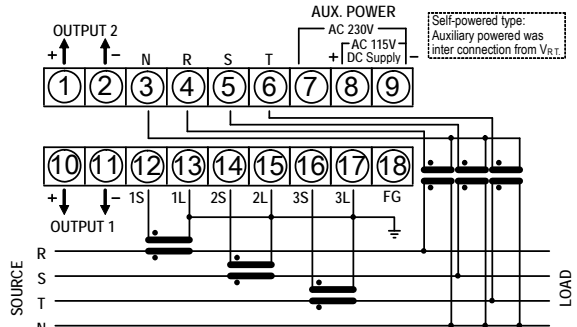 OUTPUT 2
AUX. POWER
AC 230V
AC 115V
DC Supply
Self-powered type:
Auxiliary powered was
inter connection from VR.T.
+ − N R S T + −
1 2 3 4 5 6 7 8 9
10 11 12 13 14 15 16 17 18
+ − 1S 1L 2S 2L 3S 3L FG
OUTPUT 1
SOURCE
R
S
T
N
LOAD